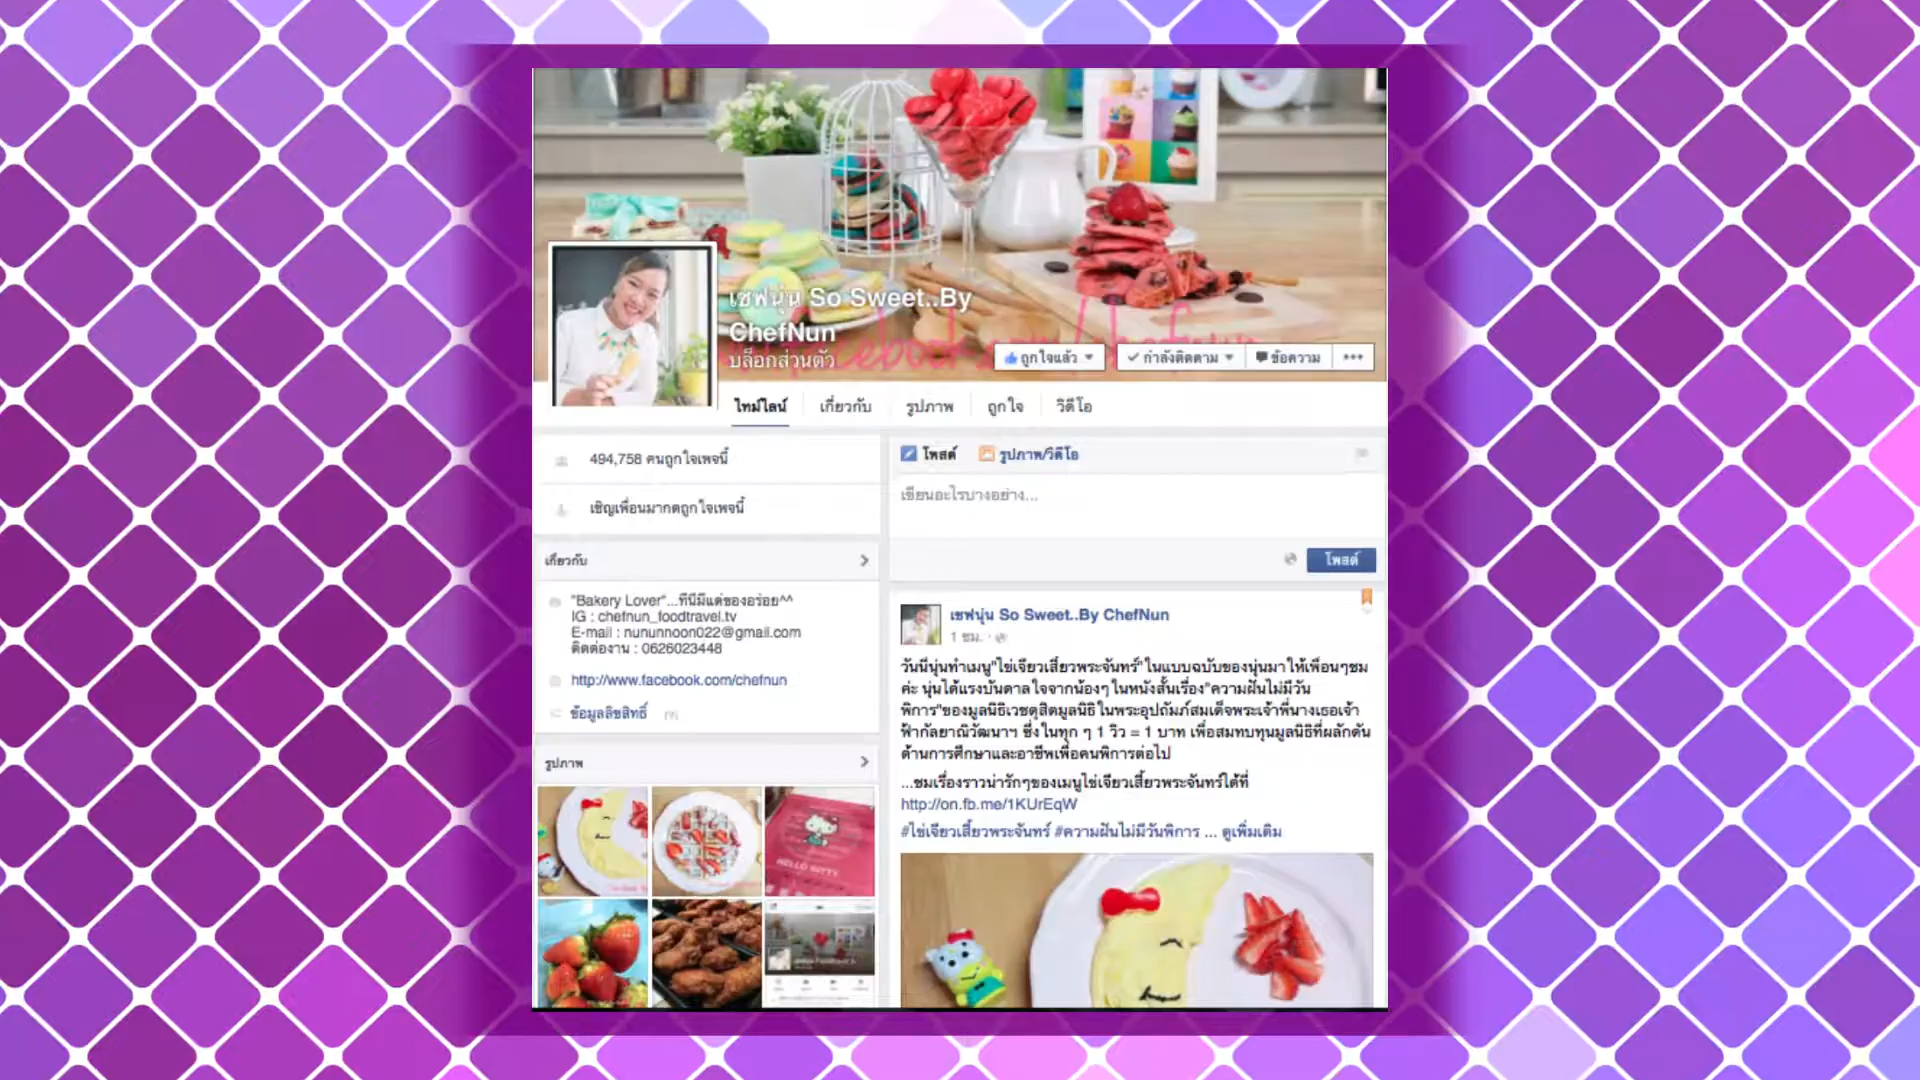 เชฟนุ่น So Sweet..By
ChefNun
บล็อกส่วนตัว
ถูกใจแล้ว
กำลังติดตาม
ข้อความ
ไทม์ไลน์
เกี่ยวกับ
รูปภาพ
ถูกใจ
วิดีโอ
494,758 คนถูกใจเพจนี้
เชิญเพื่อนมากดถูกใจเพจนี้
เกี่ยวกับ
"Bakery Lover"...ที่นี่มีแต่ของอร่อย^^
IG : chefnun_foodtravel.tv
E-mail : nununnoon022@gmail.com
ติดต่องาน : 0626023448
http://www.facebook.com/chefnun
ข้อมูลลิขสิทธิ์
รูปภาพ
HELLO KITTY
โพสต์
รูปภาพ/วิดีโอ
เขียนอะไรบางอย่าง...
โพสต์
เชฟนุ่น So Sweet..By ChefNun
1 ชม.
วันนี้นุ่นทำเมนู"ไข่เจียวเสี้ยวพระจันทร์"ในแบบฉบับของนุ่นมาให้เพื่อนๆชม
ค่ะ นุ่นได้แรงบันดาลใจจากน้องๆในหนังสั้นเรื่อง"ความฝันไม่มีวัน
พิการ"ของมูลนิธิเวชดุสิตมูลนิธิในพระอุปถัมภ์สมเด็จพระเจ้าพี่นางเธอเจ้า
ฟ้ากัลยาณิวัฒนาฯ ซึ่งในทุก ๆ 1 วิว = 1 บาท เพื่อสมทบทุนมูลนิธิที่ผลักดัน
ด้านการศึกษาและอาชีพเพื่อคนพิการต่อไป
...ชมเรื่องราวน่ารักๆของเมนูไข่เจียวเสี้ยวพระจันทร์ได้ที่
http://on.fb.me/1KUrEqW
#ไข่เจียวเสี้ยวพระจันทร์ #ความฝันไม่มีวันพิการ ... ดูเพิ่มเติม